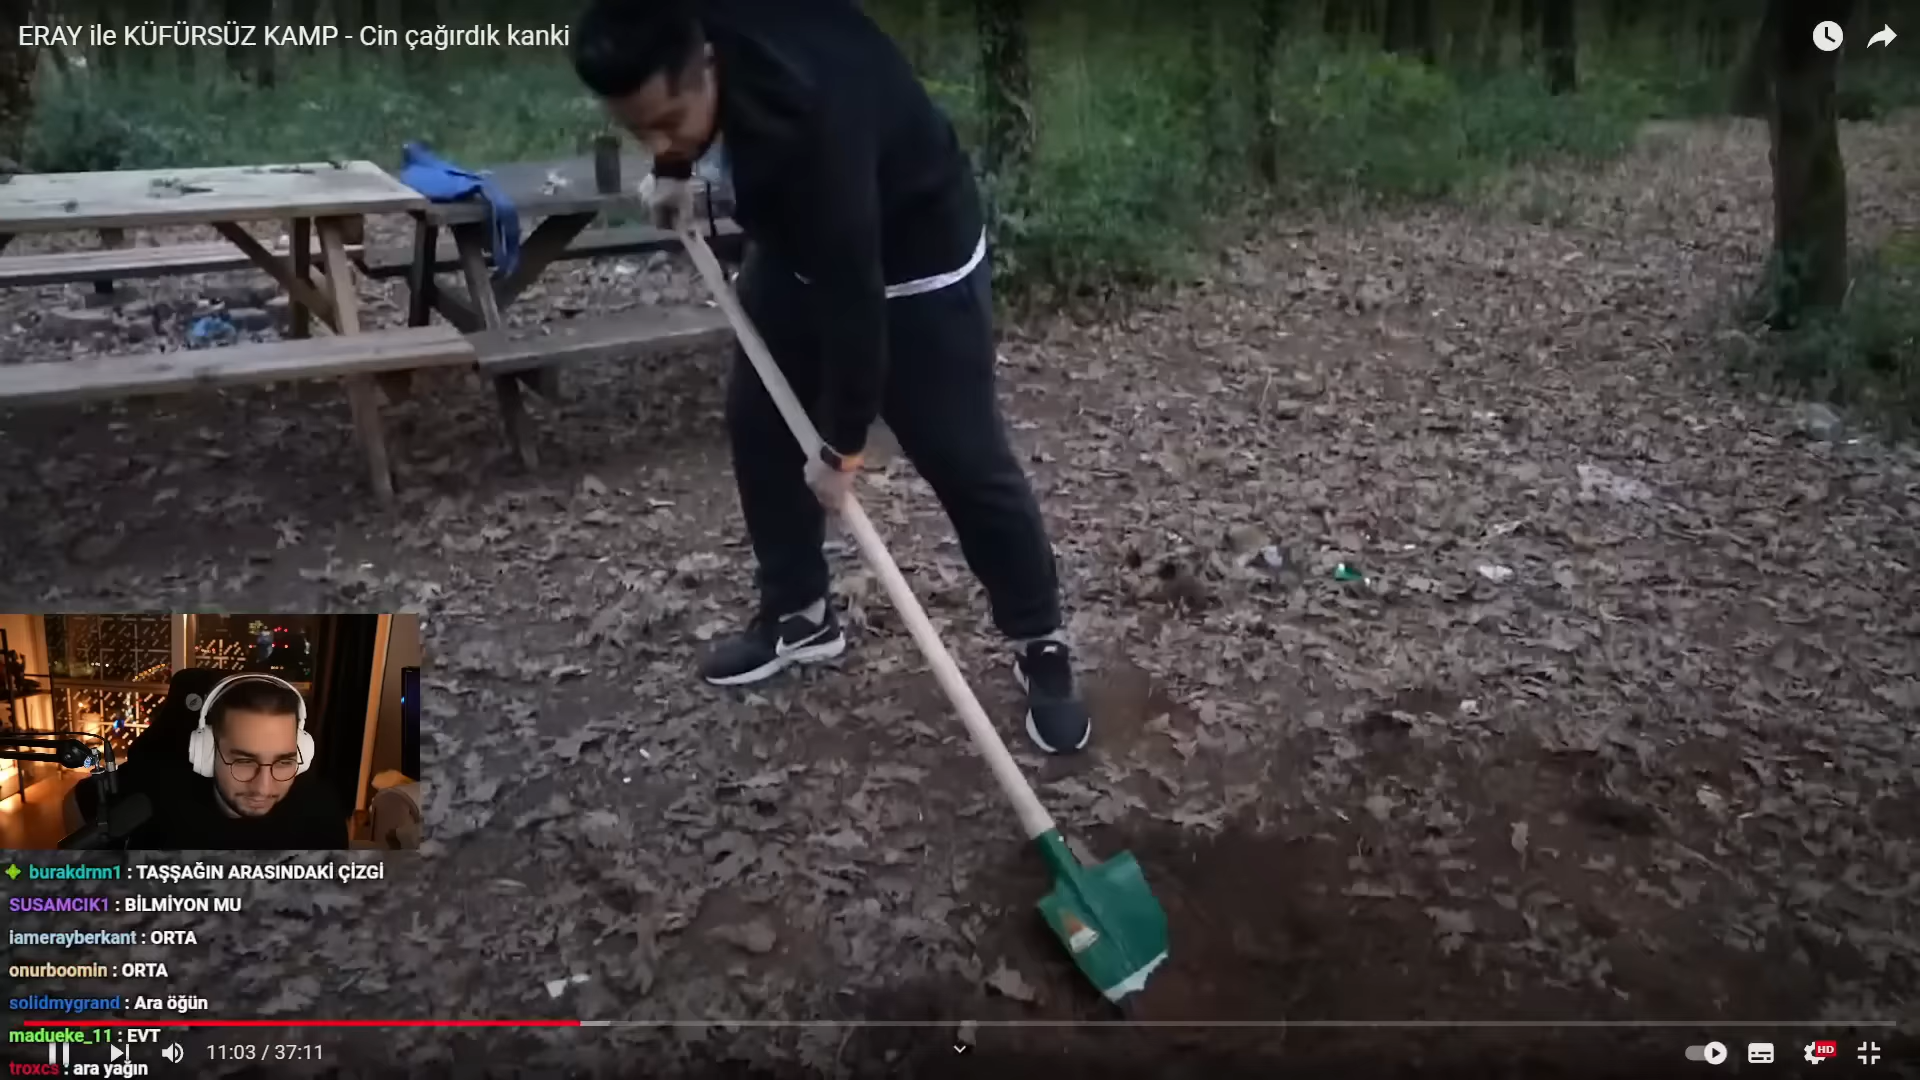 ERAY ile KÜFÜRSÜZ KAMP - Cin çağırdık kanki
burakdrnn1 : TAŞŞAĞIN ARASINDAKİ ÇİZGİ
SUSAMCIK1 : BİLMİYON MU
iamerayberkant : ORTA
onurboomin : ORTA
solidmygrand : Ara öğün
madueke_11 : EVT
troxcs : ara yağın
11:03 / 37:11
HD